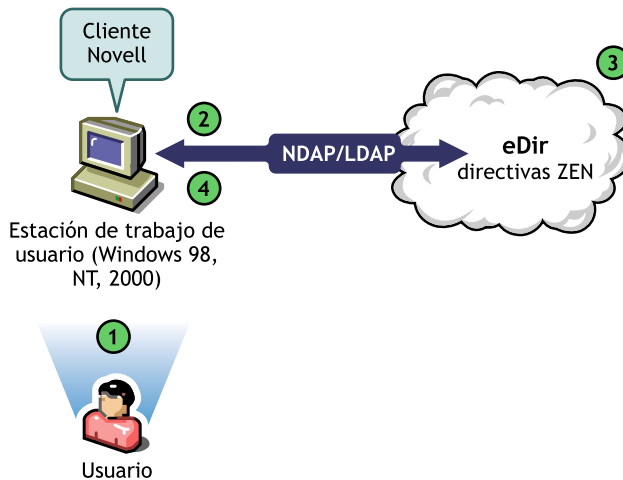 Cliente
Novell
3
2
NDAP/LDAP
eDir
directivas ZEN
4
Estación de trabajo de
usuario (Windows 98,
NT, 2000)
1
Usuario